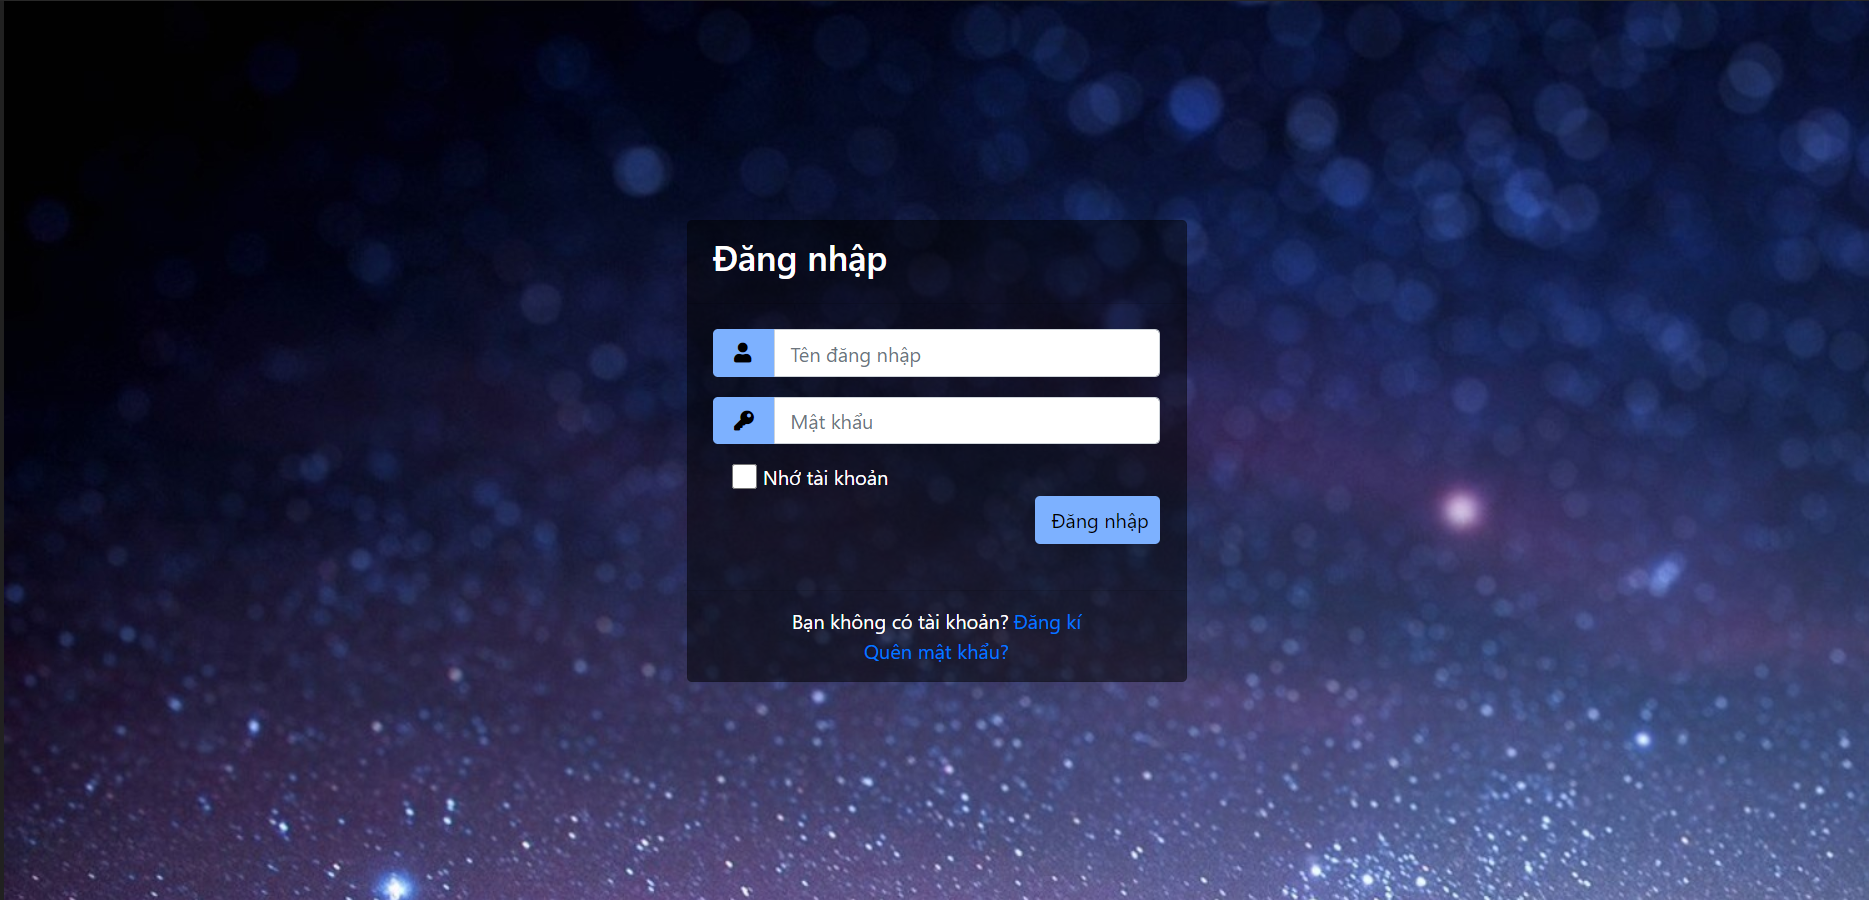 Đăng nhập
Tên đăng nhập
Mật khẩu
Nhớ tài khoản
Đăng nhập
Bạn không có tài khoản? Đăng kí
Quên mật khẩu?